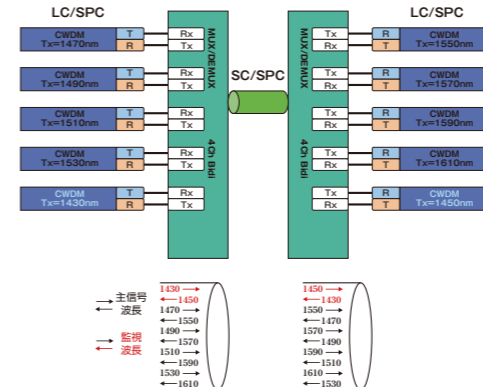 LC/SPC
LC/SPC
CWDM
Tx=1470nm
T
R
Rx
Tx
CWDM
Tx=1490nm
T
R
Rx
Tx
CWDM
Tx=1510nm
T
R
Rx
Tx
CWDM
Tx=1530nm
T
R
Rx
Tx
CWDM
Tx=1430nm
T
R
Rx
Tx
MUX/DEMUX
4Ch BIDI
SC/SPC
MUX/DEMUX
4Ch BIDI
Tx
Rx
R
T
CWDM
Tx=1550nm
Tx
Rx
R
T
CWDM
Tx=1570nm
Tx
Rx
R
T
CWDM
Tx=1590nm
Tx
Rx
R
T
CWDM
Tx=1610nm
Tx
Rx
R
T
CWDM
Tx=1450nm
→ 主信号
← 波長
→ 監視
← 波長
1430 →
← 1450
1470 →
← 1550
1490 →
← 1570
1510 →
← 1590
1530 →
← 1610
1450 →
← 1430
1550 →
← 1470
1570 →
← 1490
1590 →
← 1510
1610 →
← 1530